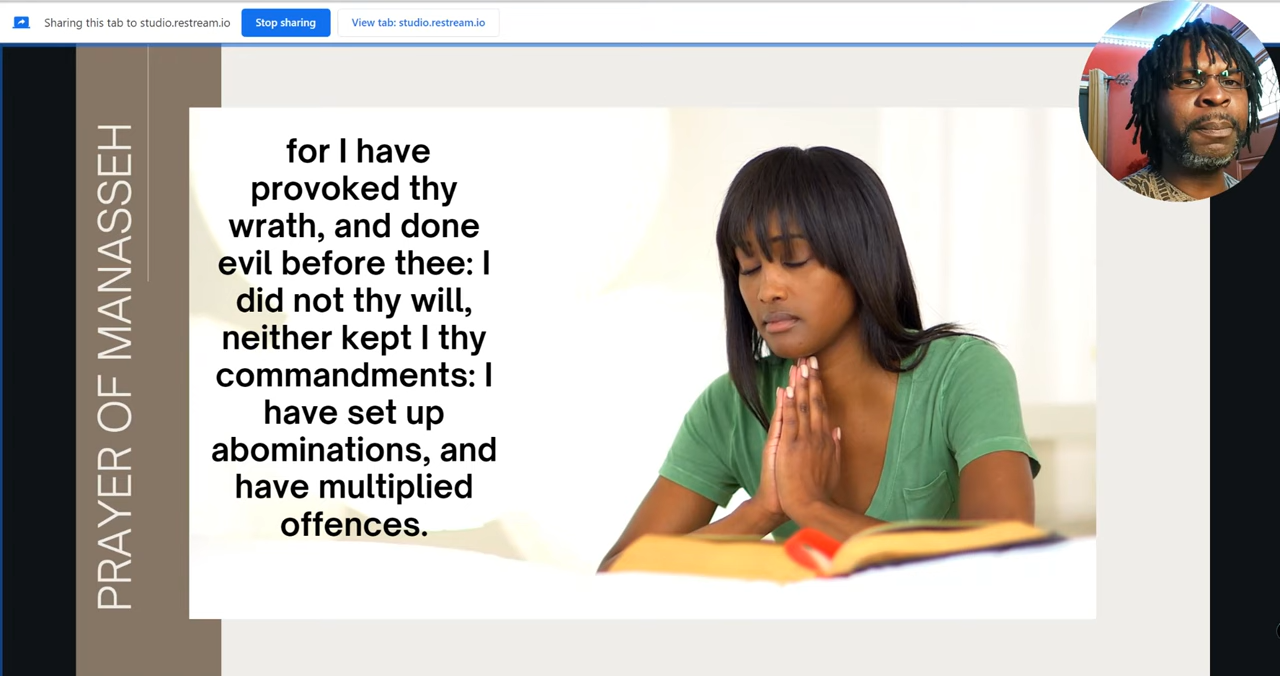 Sharing this tab to studio.restream.io
Stop sharing
View tab: studio.restream.io
PRAYER OF MANASSEH
for I have
provoked thy
wrath, and done
evil before thee: I
did not thy will,
neither kept I thy
commandments: I
have set up
abominations, and
have multiplied
offences.